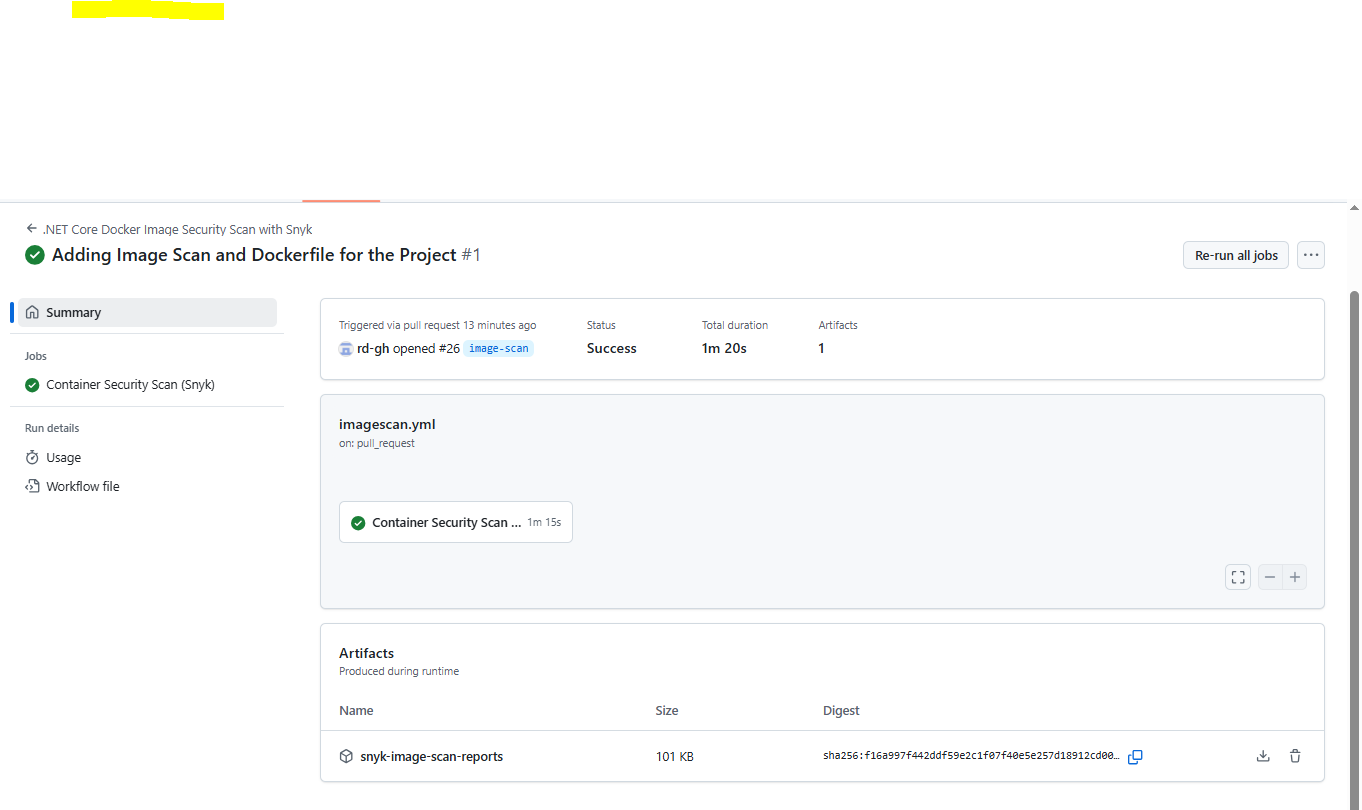 .NET Core Docker Image Security Scan with Snyk
Adding Image Scan and Dockerfile for the Project #1
Re-run all jobs
Summary
Jobs
Container Security Scan (Snyk)
Run details
Usage
Workflow file
Triggered via pull request 13 minutes ago
rd-gh opened #26 image-scan
Status
Success
Total duration
1m 20s
Artifacts
1
imagescan.yml
on: pull_request
Container Security Scan ... 1m 15s
Artifacts
Produced during runtime
Name Size Digest
snyk-image-scan-reports 101 KB sha256:f16a997f442ddf59e2c1f07f40e5e257d18912cd00…